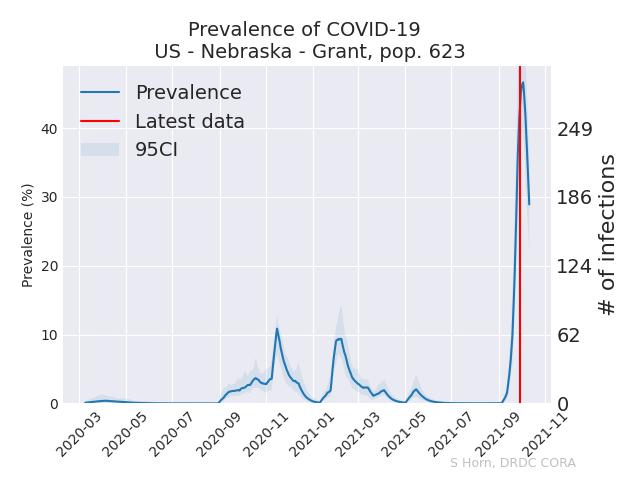 Prevalence of COVID-19
US - Nebraska - Grant, pop. 623
Prevalence
Latest data
95CI
Prevalence (%)
40
30
20
10
0
# of infections
249
186
124
62
0
2020-03
2020-05
2020-07
2020-09
2020-11
2021-01
2021-03
2021-05
2021-07
2021-09
2021-11
S Horn, DRDC CORA